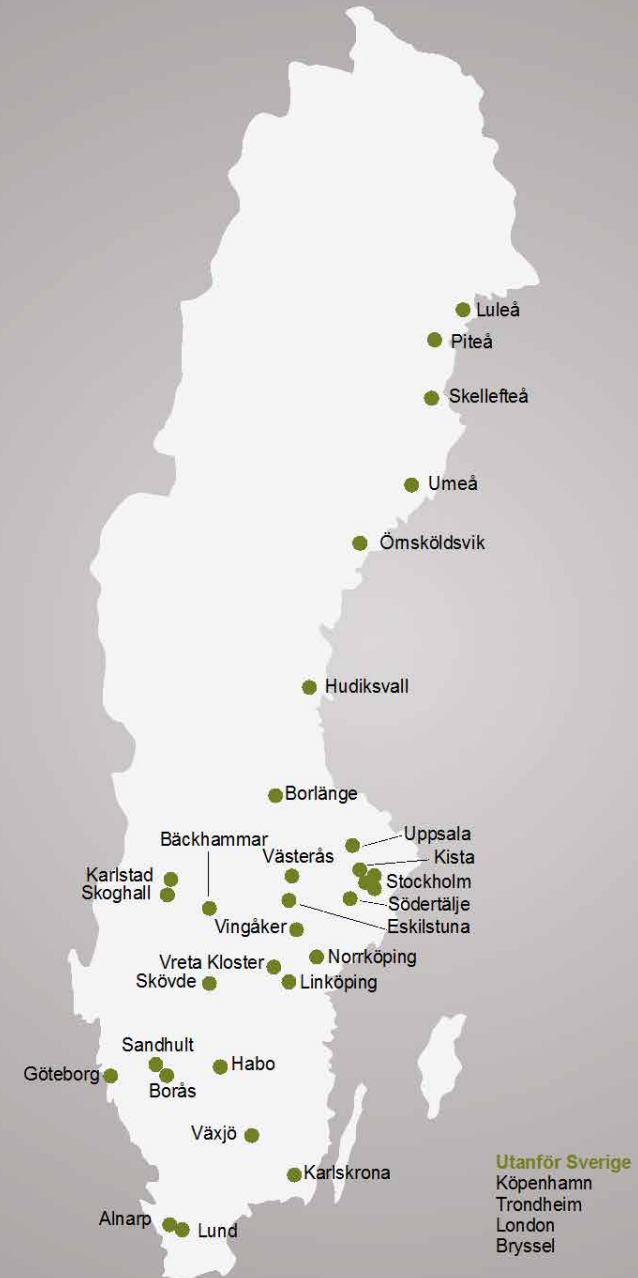 Luleå
Piteå
Skellefteå
Umeå
Örnsköldsvik
Hudiksvall
Borlänge
Uppsala
Bäckhammar
Kista
Västerås
Karlstad
Stockholm
Skoghall
Södertälje
Vingåker
Eskilstuna
Norrköping
Vreta Kloster
Skövde
Linköping
Sandhult
Habo
Göteborg
Borås
Växjö
Karlskrona
Utanför Sverige
Köpenhamn
Trondheim
Alnarp
Lund
London
Bryssel